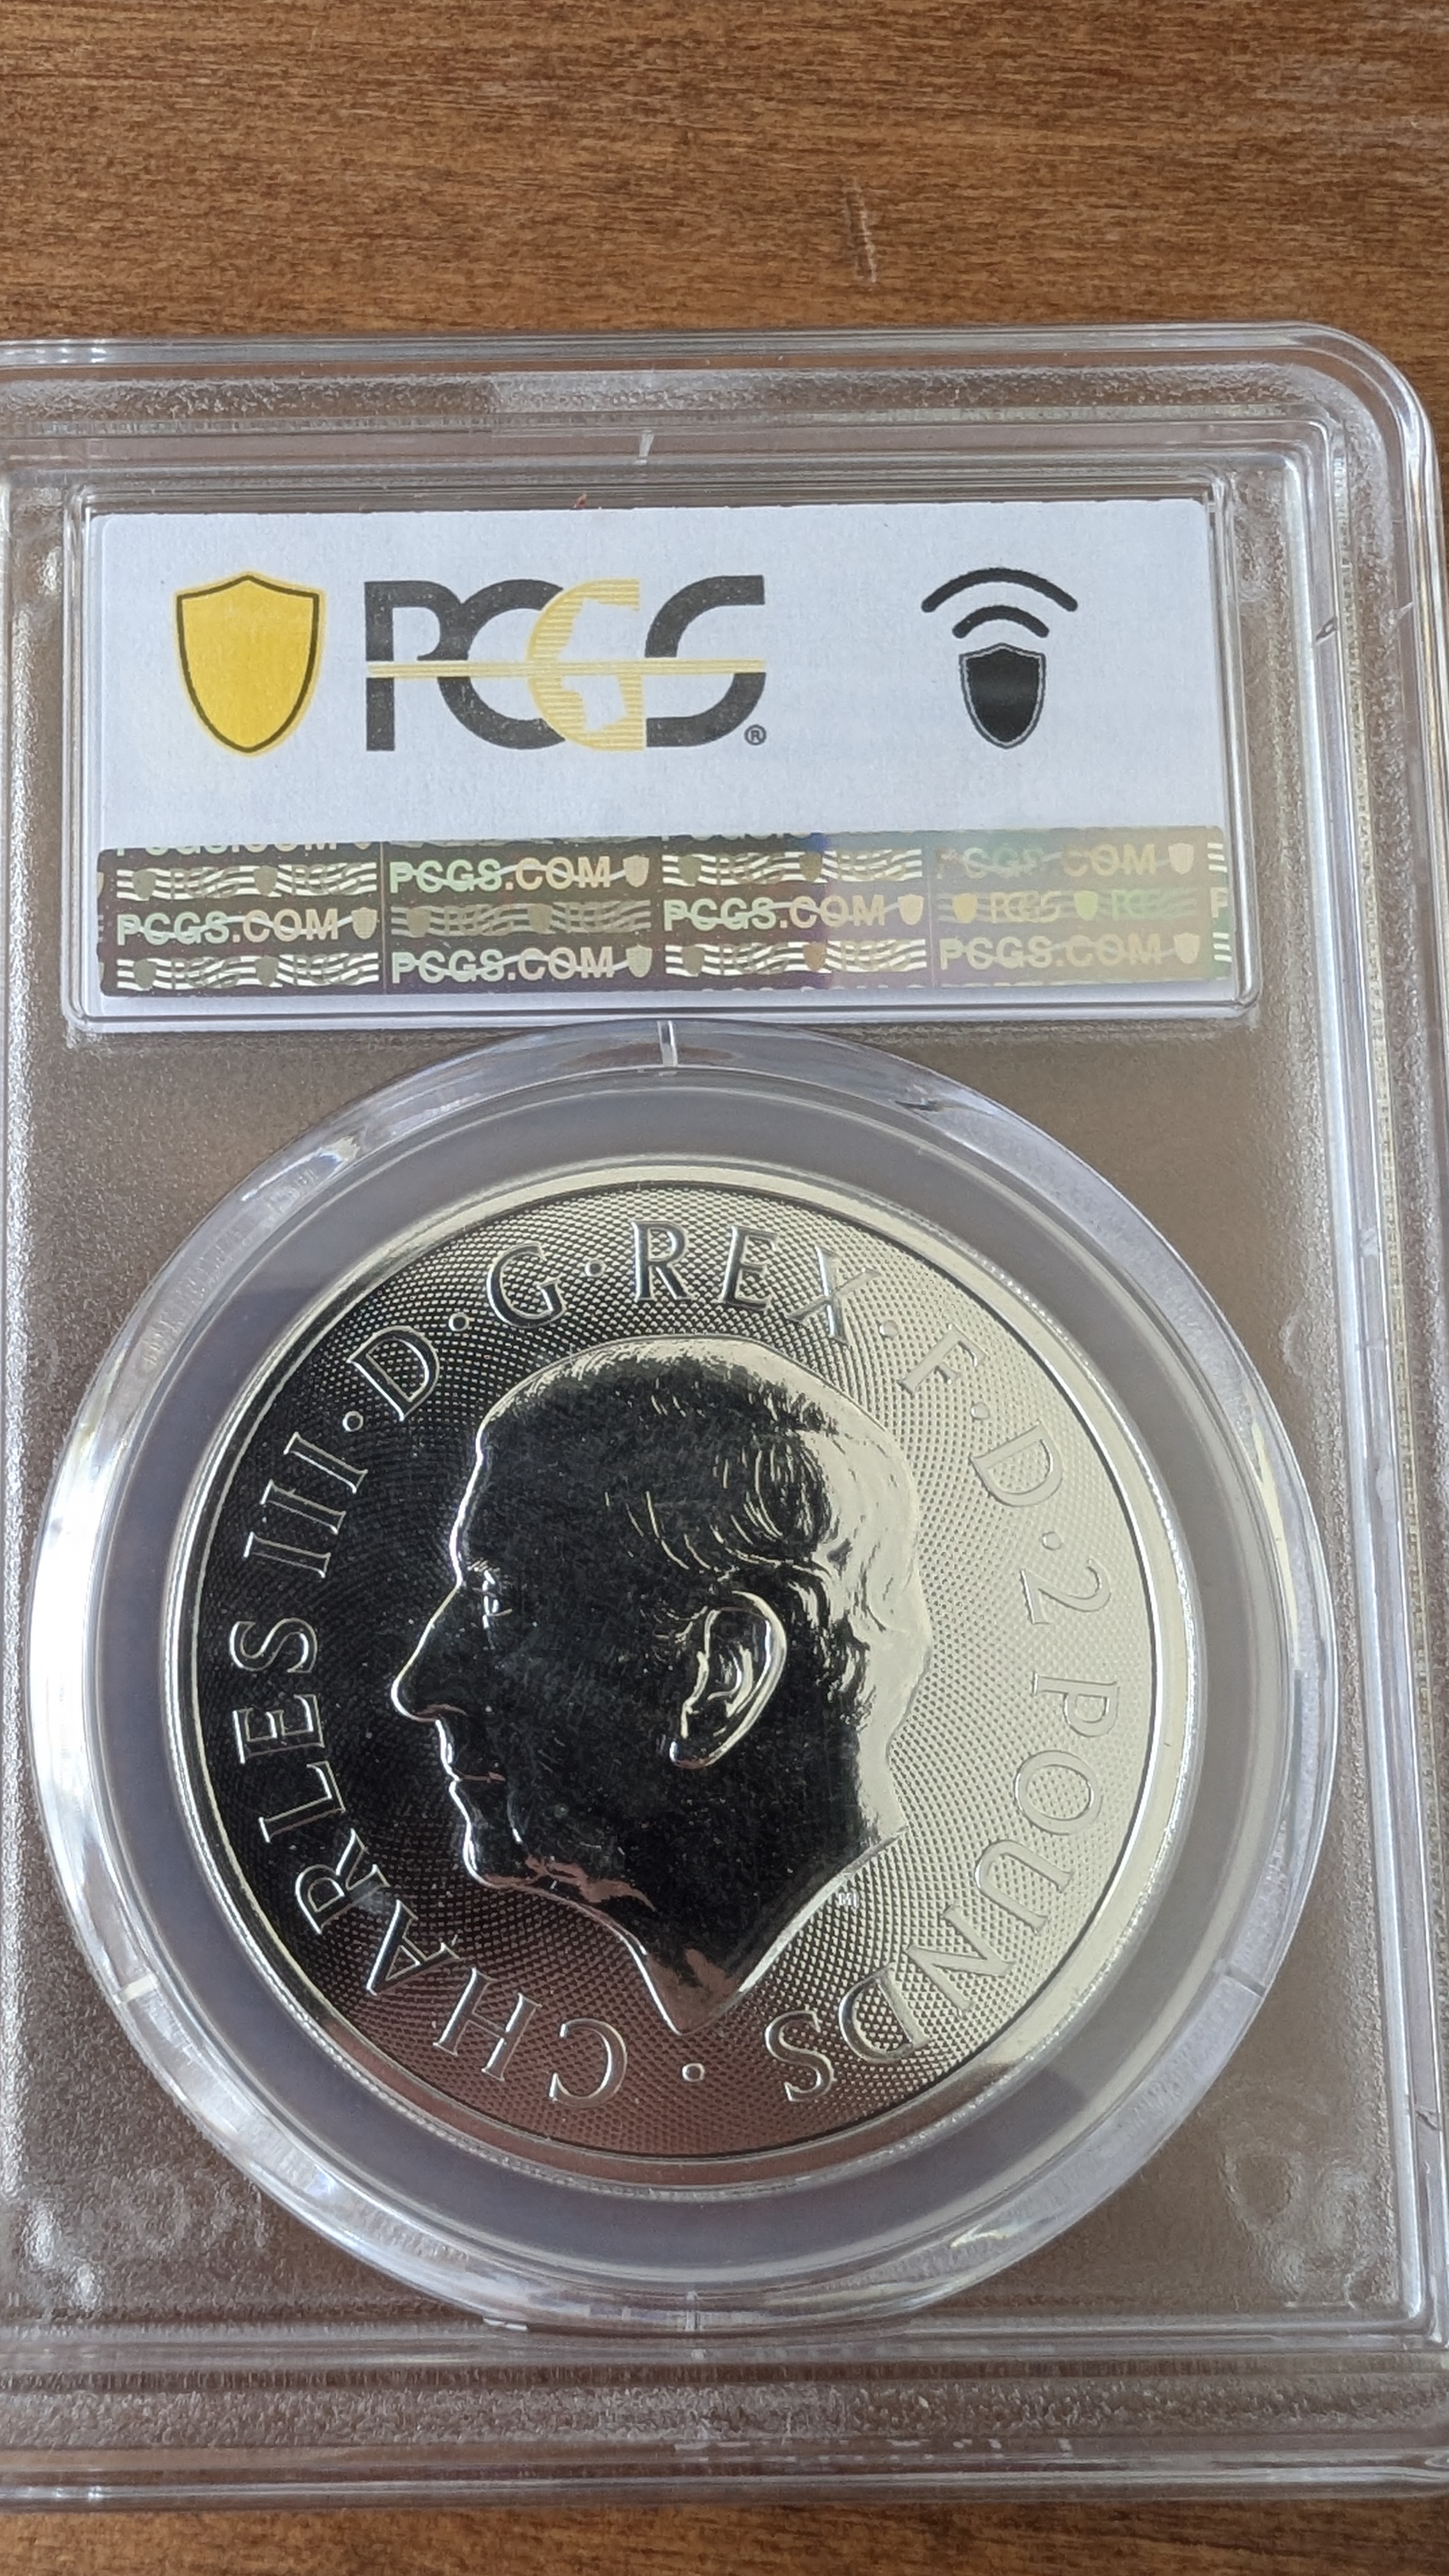 PCGS®
PCGS.COM PCGS.COM
PCGS.COM PCGS.COM
PCGS.COM PCGS.COM
· CHARLES III · D · G · REX · F · D · 2 POUNDS